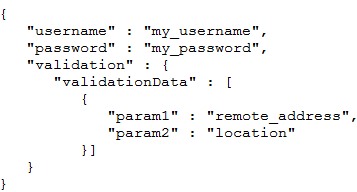 {
   "username" : "my_username",
   "password" : "my_password",
   "validation" : {
      "validationData" : [
         {
            "param1" : "remote_address",
            "param2" : "location"
         }]
   }
}